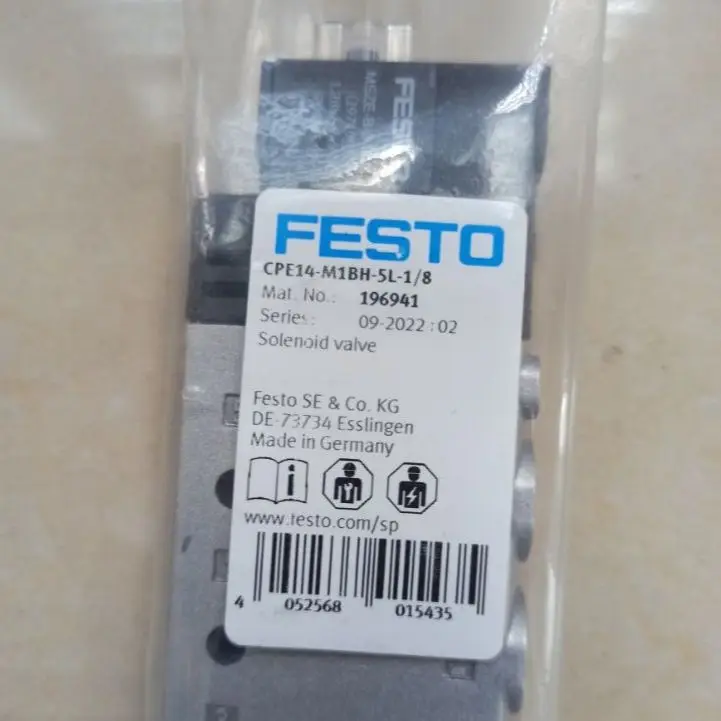 FESTO
FESTO
CPE14-M1BH-5L-1/8
Mat. No.: 196941
Series: 09-2022 : 02
Solenoid valve
Festo SE & Co. KG
DE-73734 Esslingen
Made in Germany
www.festo.com/sp
4 052568 015435